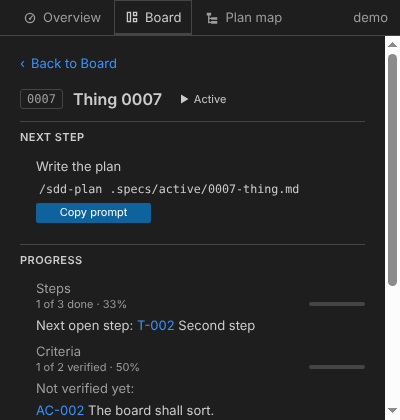 Overview Board Plan map demo
‹ Back to Board
0007 Thing 0007 Active
NEXT STEP
Write the plan
/sdd-plan .specs/active/0007-thing.md
Copy prompt
PROGRESS
Steps
1 of 3 done · 33%
Next open step: T-002 Second step
Criteria
1 of 2 verified · 50%
Not verified yet:
AC-002 The board shall sort.